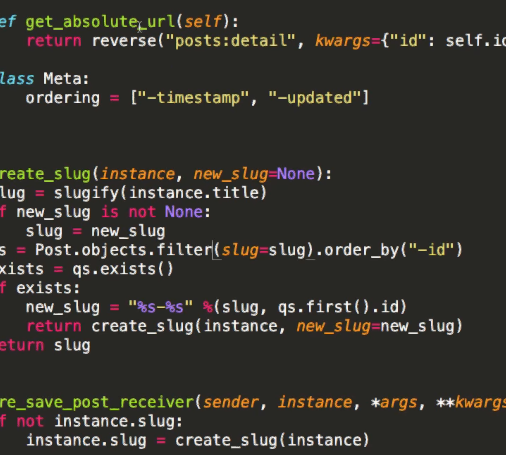 ef get_absolute_url(self):
return reverse("posts:detail", kwargs={"id": self.id
lass Meta:
ordering = ["-timestamp", "-updated"]
reate_slug(instance, new_slug=None):
lug = slugify(instance.title)
f new_slug is not None:
slug = new_slug
s = Post.objects.filter(slug=slug).order_by("-id")
xists = qs.exists()
f exists:
new_slug = "%s-%s" %(slug, qs.first().id)
return create_slug(instance, new_slug=new_slug)
eturn slug
re_save_post_receiver(sender, instance, *args, **kwargs
f not instance.slug:
instance.slug = create_slug(instance)